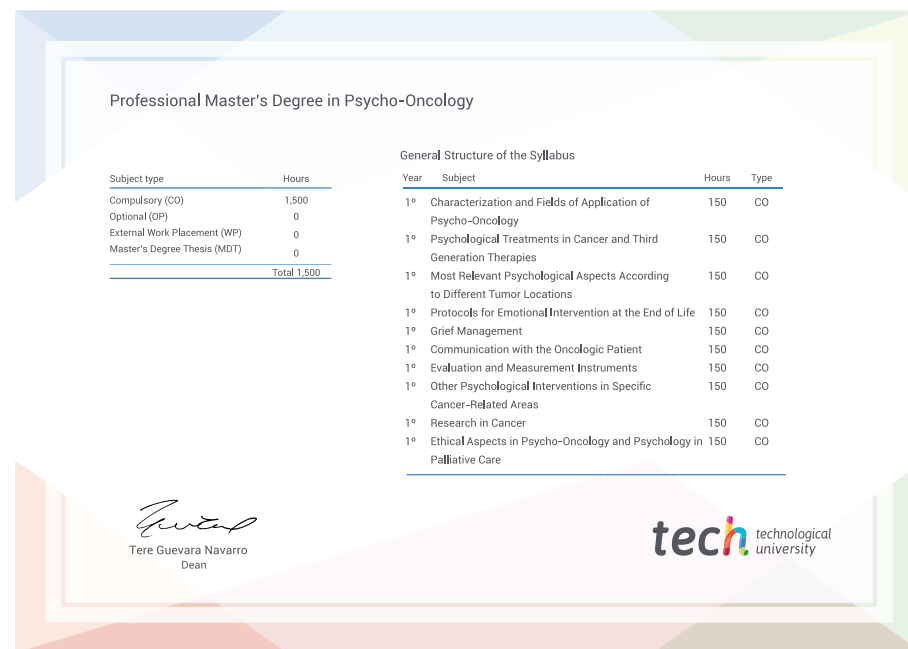 Professional Master's Degree in Psycho-Oncology
Subject type Hours
Compulsory (CO) 1,500
Optional (OP) 0
External Work Placement (WP) 0
Master's Degree Thesis (MDT) 0
Total 1,500
General Structure of the Syllabus
Year Subject Hours Type
1º Characterization and Fields of Application of 150 CO
Psycho-Oncology
1º Psychological Treatments in Cancer and Third 150 CO
Generation Therapies
1º Most Relevant Psychological Aspects According 150 CO
to Different Tumor Locations
1º Protocols for Emotional Intervention at the End of Life 150 CO
1º Grief Management 150 CO
1º Communication with the Oncologic Patient 150 CO
1º Evaluation and Measurement Instruments 150 CO
1º Other Psychological Interventions in Specific 150 CO
Cancer-Related Areas
1º Research in Cancer 150 CO
1º Ethical Aspects in Psycho-Oncology and Psychology in 150 CO
Palliative Care
Tere Guevara Navarro
Dean
tech technological
university